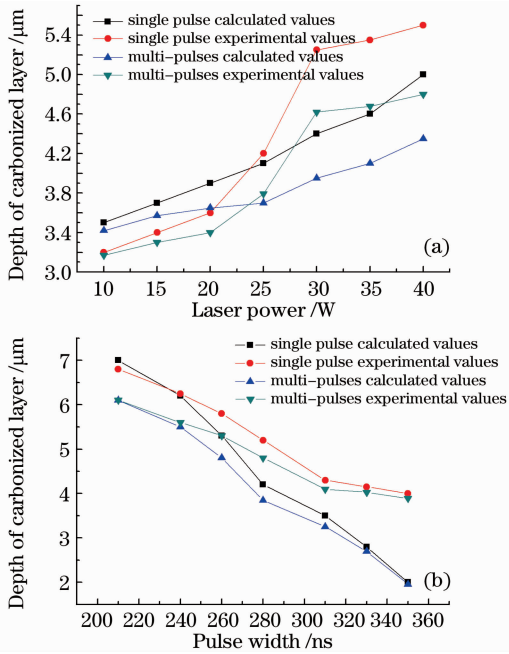 single pulse calculated values
single pulse experimental values
multi-pulses calculated values
multi-pulses experimental values
Depth of carbonized layer /μm
5.4
5.0
4.6
4.2
3.8
3.4
3.0
(a)
10 15 20 25 30 35 40
Laser power /W
single pulse calculated values
single pulse experimental values
multi-pulses calculated values
multi-pulses experimental values
Depth of carbonized layer /μm
7
6
5
4
3
2
(b)
200 220 240 260 280 300 320 340 360
Pulse width /ns